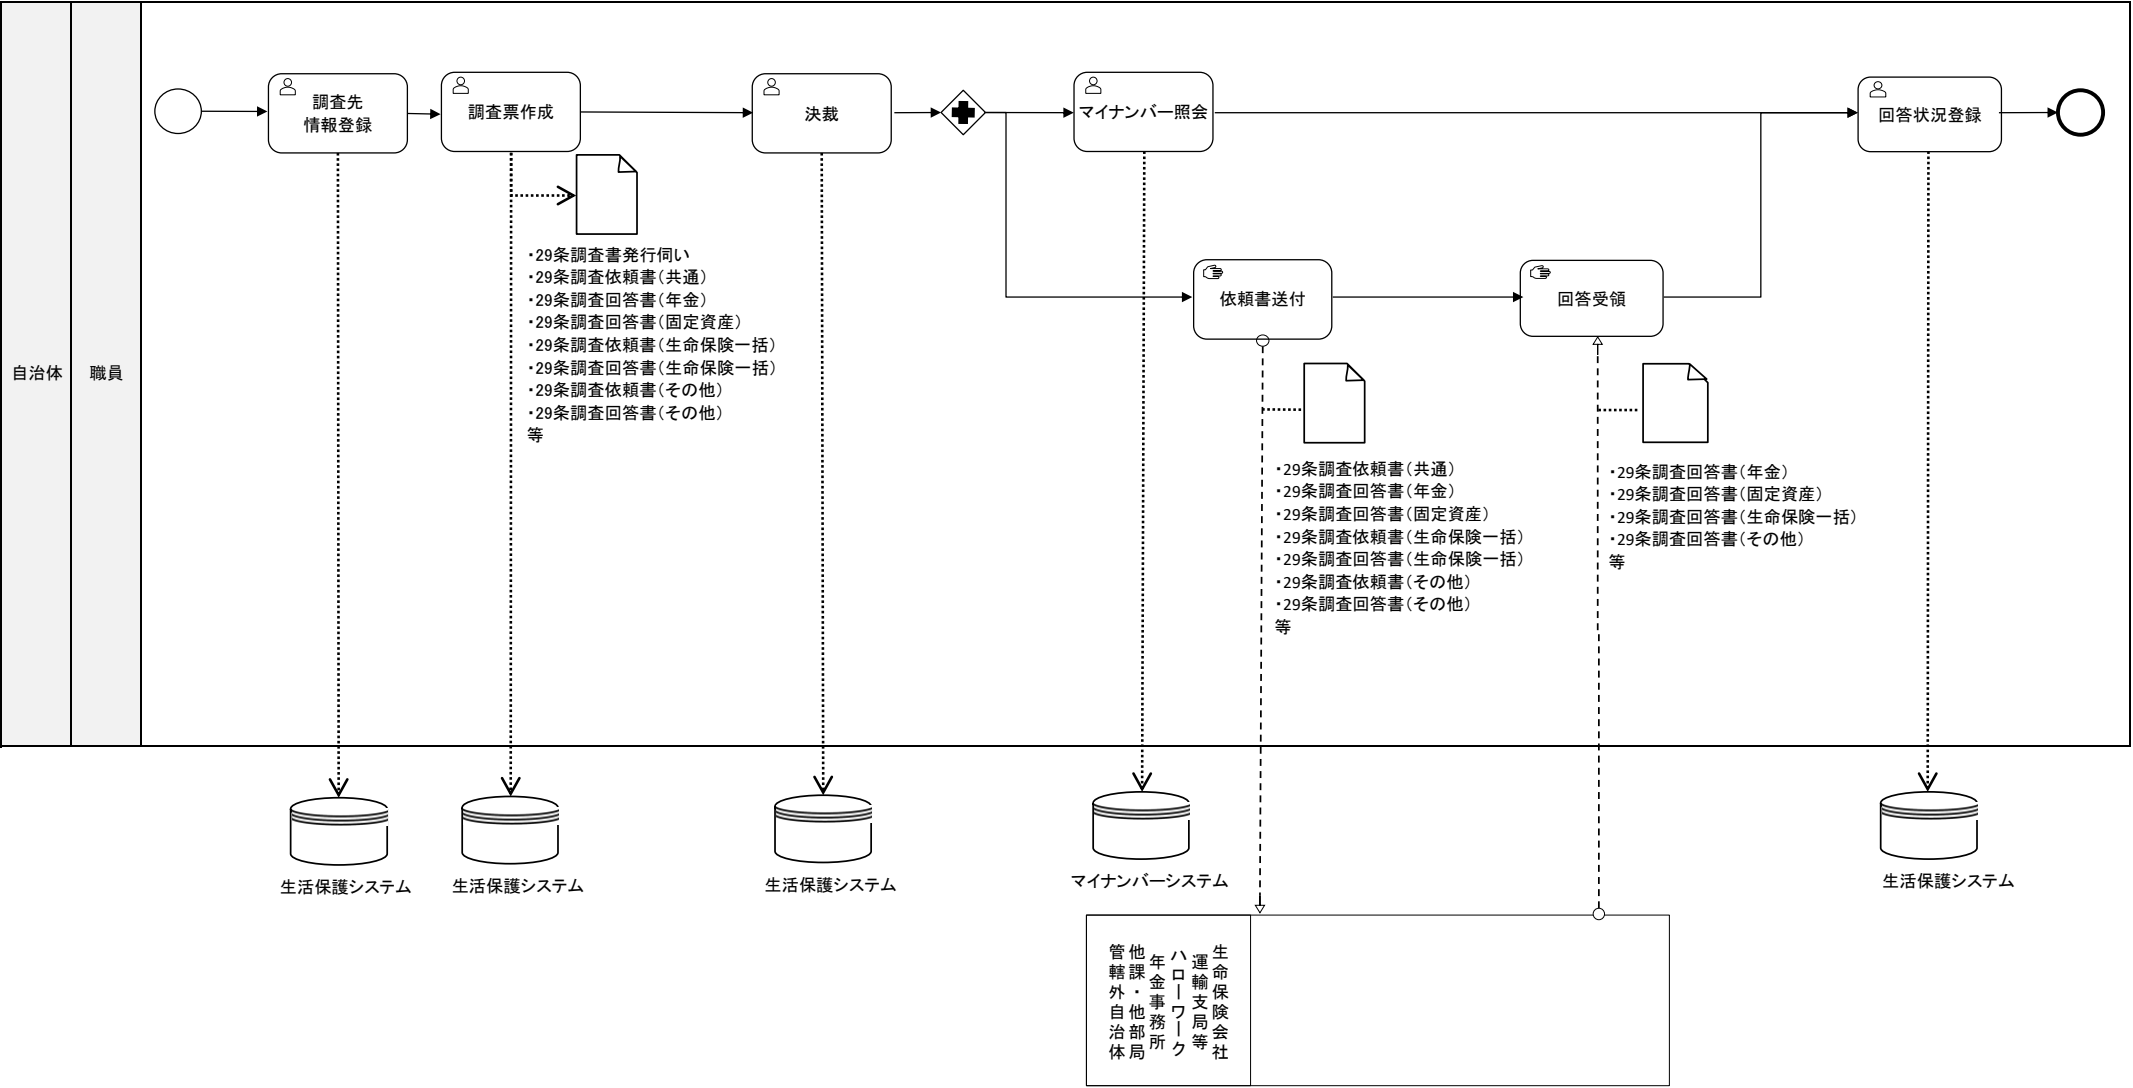 自治体
職員
調査先
情報登録
調査票作成
決裁
マイナンバー照会
回答状況登録
・29条調査書発行伺い
・29条調査依頼書（共通）
・29条調査回答書（年金）
・29条調査回答書（固定資産）
・29条調査依頼書（生命保険一括）
・29条調査回答書（生命保険一括）
・29条調査依頼書（その他）
・29条調査回答書（その他）
等
依頼書送付
回答受領
・29条調査依頼書（共通）
・29条調査回答書（年金）
・29条調査回答書（固定資産）
・29条調査依頼書（生命保険一括）
・29条調査回答書（生命保険一括）
・29条調査依頼書（その他）
・29条調査回答書（その他）
等
・29条調査回答書（年金）
・29条調査回答書（固定資産）
・29条調査回答書（生命保険一括）
・29条調査回答書（その他）
等
生活保護システム
生活保護システム
生活保護システム
マイナンバーシステム
生活保護システム
生命保険会社
運輸支局等
ハローワーク
年金事務所
他課・他部局
管轄外自治体